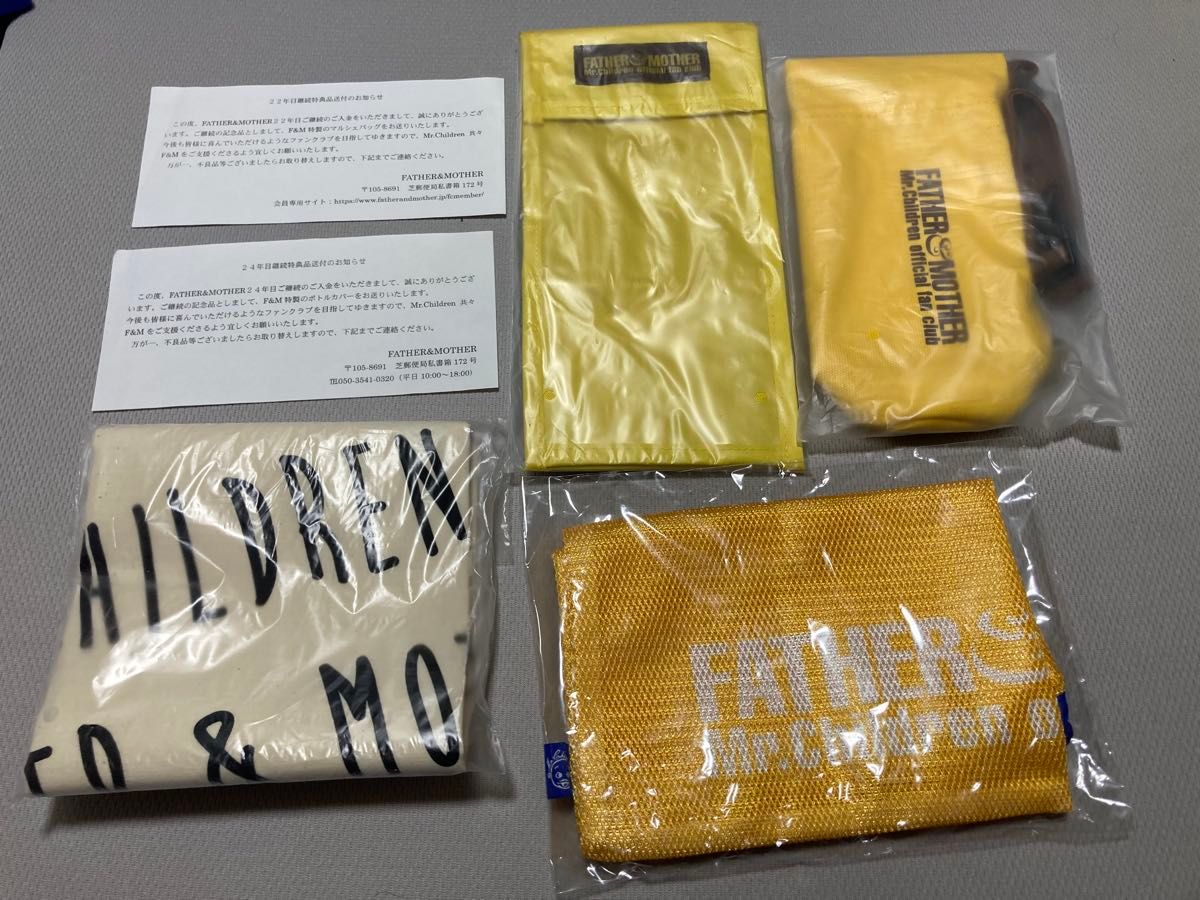 ２２年目継続特典品送付のお知らせ
この度、FATHER&MOTHER２２年目ご継続のご入金をいただきまして、誠にありがとうござ
います。ご継続の記念品としまして、F&M 特製のマルシェバッグをお送りいたします。
今後も皆様に喜んでいただけるようなファンクラブを目指してゆきますので、Mr.Children 共々
F&M をご支援くださるよう宜しくお願いいたします。
万が一、不良品等ございましたらお取り替えしますので、下記までご連絡ください。
FATHER&MOTHER
〒105-8691 芝郵便局私書箱 172 号
会員専用サイト：https://www.fatherandmother.jp/fcmember/
２４年目継続特典品送付のお知らせ
この度、FATHER&MOTHER２４年目ご継続のご入金をいただきまして、誠にありがとうござ
います。ご継続の記念品としまして、F&M 特製のボトルカバーをお送りいたします。
今後も皆様に喜んでいただけるようなファンクラブを目指してゆきますので、Mr.Children 共々
F&M をご支援くださるよう宜しくお願いいたします。
万が一、不良品等ございましたらお取り替えしますので、下記までご連絡ください。
FATHER&MOTHER
〒105-8691 芝郵便局私書箱 172 号
℡050-3541-0320（平日 10:00～18:00）
FATHER MOTHER
Mr.Children official fan club
FATHER MOTHER
Mr.Children official fan club
HILDREN
ER & MO
FATHER
Mr.Children o